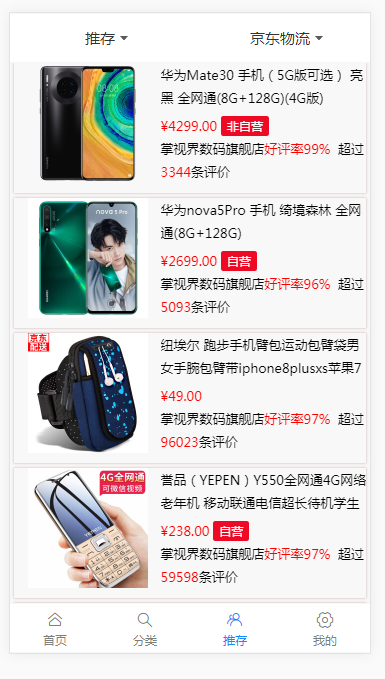 推存
京东物流
华为Mate30 手机（5G版可选） 亮
黑 全网通(8G+128G)(4G版)
¥4299.00 非自营
掌视界数码旗舰店好评率99% 超过
3344条评价
nova 5 Pro
华为nova5Pro 手机 绮境森林 全网
通(8G+128G)
¥2699.00 自营
掌视界数码旗舰店好评率96% 超过
5093条评价
京东
配送
纽埃尔 跑步手机臂包运动包臂袋男
女手腕包臂带iphone8plusxs苹果7
¥49.00
掌视界数码旗舰店好评率97% 超过
96023条评价
4G全网通
可微信视频
YEPEN
誉品（YEPEN）Y550全网通4G网络
老年机 移动联通电信超长待机学生
¥238.00 自营
掌视界数码旗舰店好评率97% 超过
59598条评价
首页
分类
推存
我的